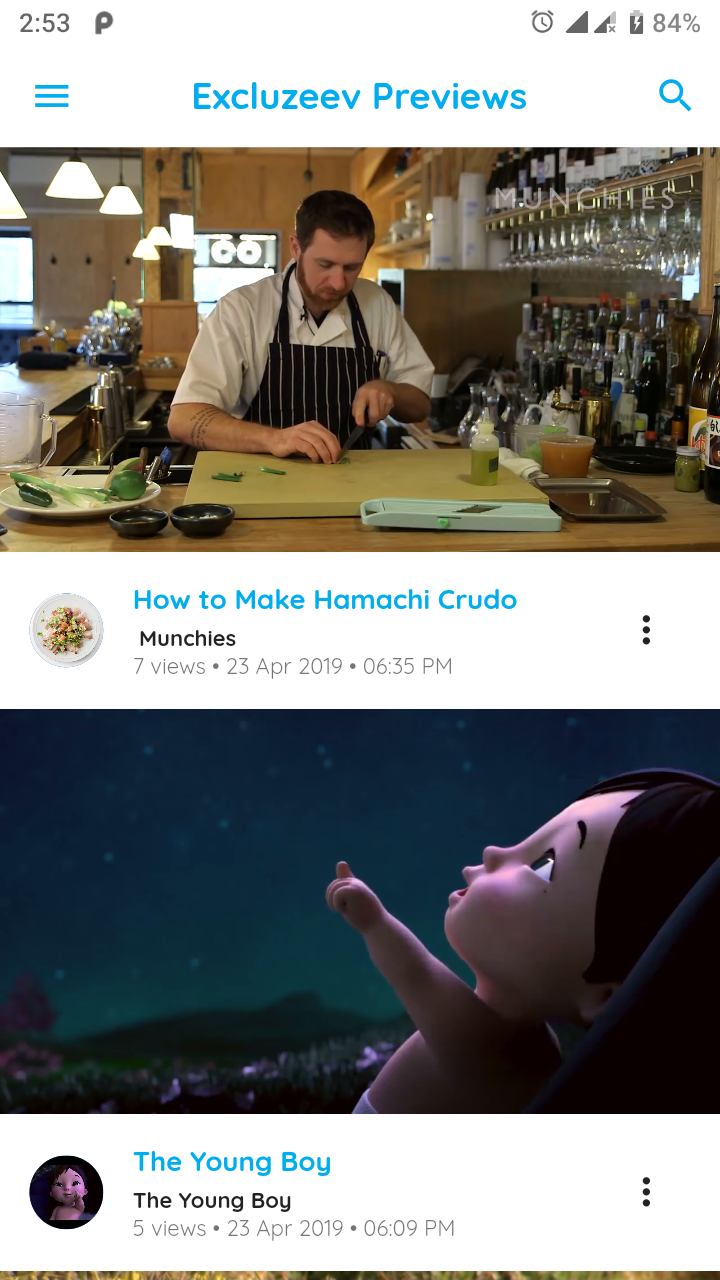 2:53
84%
Excluzeev Previews
MUNCHIES
How to Make Hamachi Crudo
Munchies
7 views • 23 Apr 2019 • 06:35 PM
The Young Boy
The Young Boy
5 views • 23 Apr 2019 • 06:09 PM